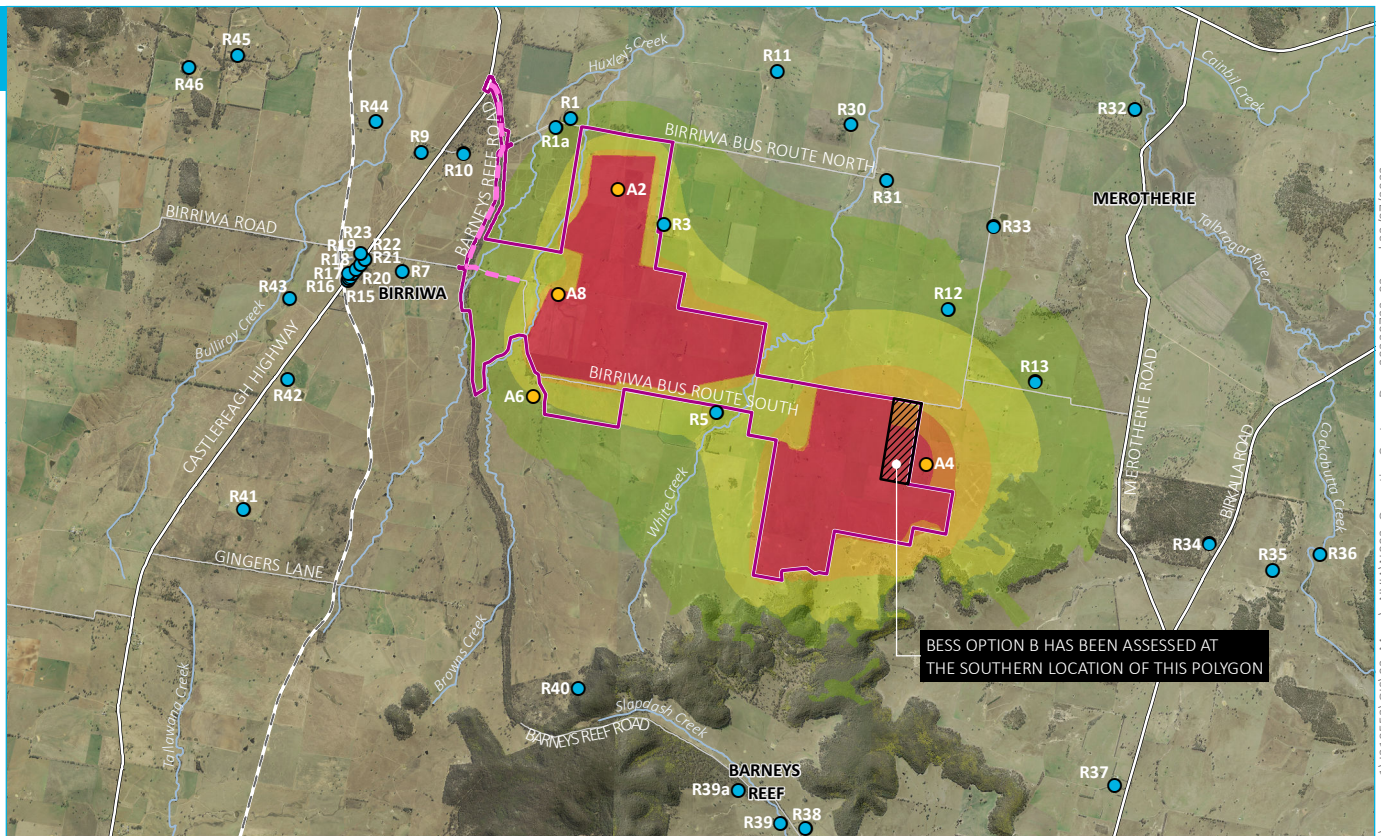 R45
R46
R11
Huxleys Creek
Cainbil Creek
R44
R1
R1a
R30
R32
R9
R10
BARNEYS REEF ROAD
BIRRIWA BUS ROUTE NORTH
R31
A2
MEROTHERIE
BIRRIWA ROAD
R3
R33
Talbragar River
R23
R19
R22
R18
R21
R17
R20
R16
R15
R7
BIRRIWA
R43
A8
R12
Bulliroy Creek
CASTLEREAGH HIGHWAY
R42
A6
BIRRIWA BUS ROUTE SOUTH
R5
R13
MEROTHERIE ROAD
BIRKALLA ROAD
Cockabutta Creek
A4
White Creek
R41
GINGERS LANE
R34
R35
R36
BESS OPTION B HAS BEEN ASSESSED AT
THE SOUTHERN LOCATION OF THIS POLYGON
Tallawang Creek
Browns Creek
R40
Slapdash Creek
BARNEYS REEF ROAD
BARNEYS
REEF
R39a
R37
R39
R38